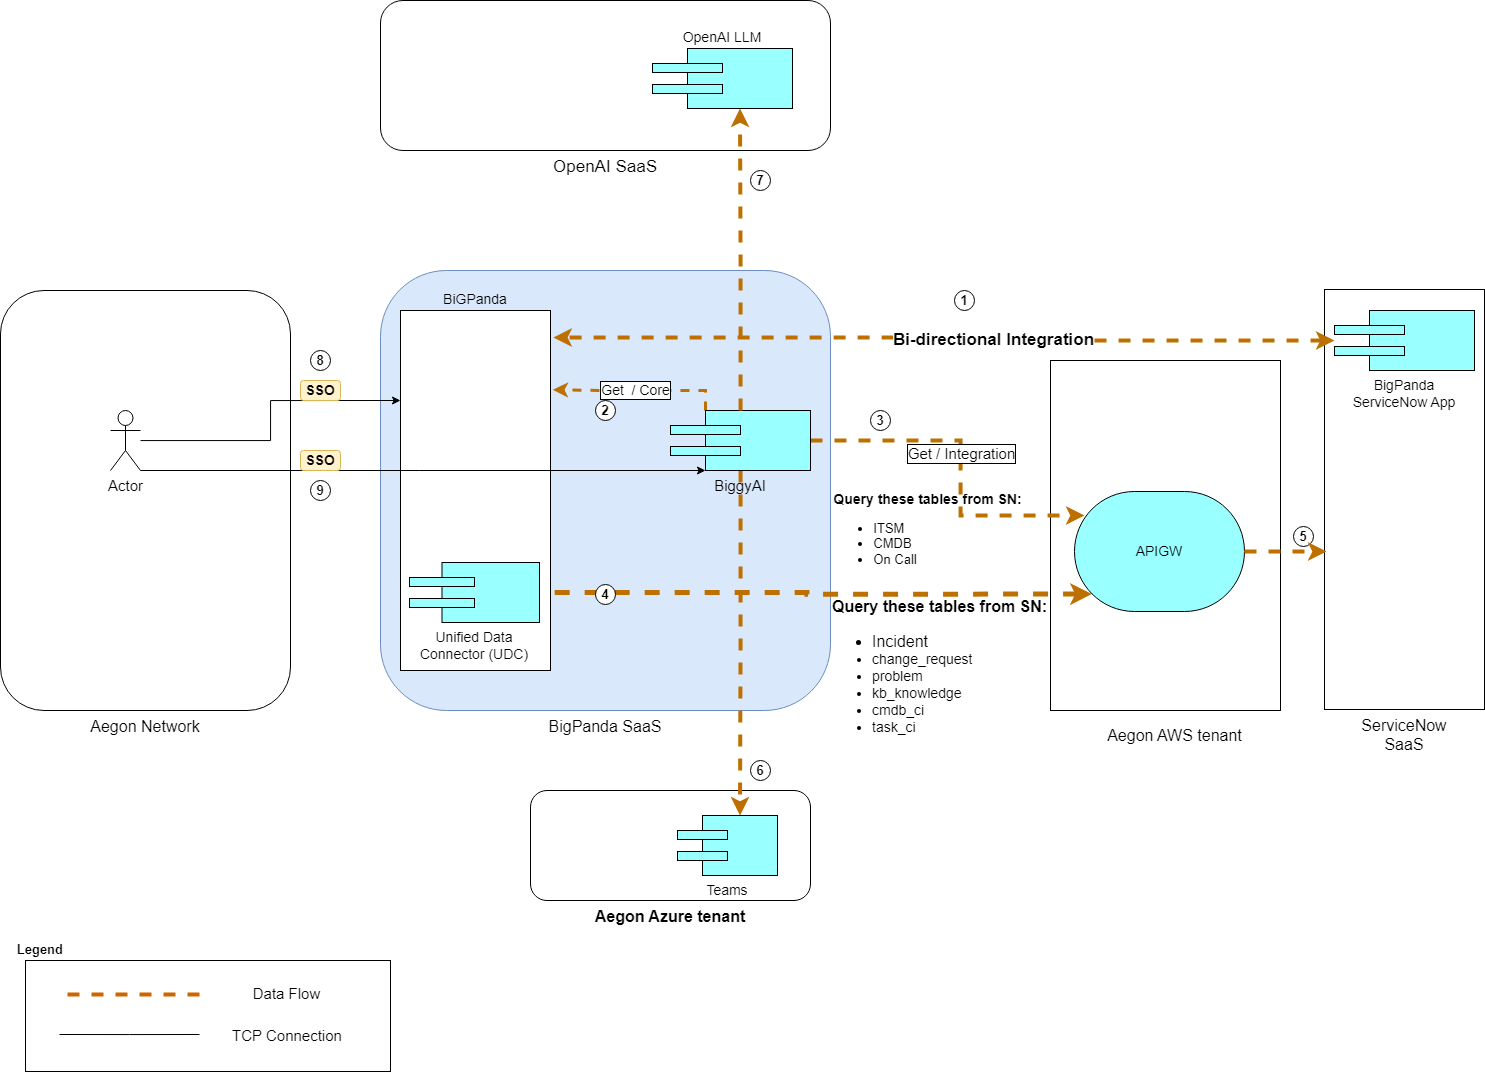 OpenAI LLM
OpenAI SaaS
7
BiGPanda
1
Bi-directional Integration
BigPanda
ServiceNow App
8
SSO
Get / Core
2
3
Get / Integration
SSO
9
Actor
BiggyAI
Query these tables from SN:
ITSM
CMDB
On Call
APIGW
5
4
Query these tables from SN:
Incident
change_request
problem
kb_knowledge
cmdb_ci
task_ci
Unified Data
Connector (UDC)
Aegon Network
BigPanda SaaS
Aegon AWS tenant
ServiceNow
SaaS
6
Teams
Aegon Azure tenant
Legend
Data Flow
TCP Connection